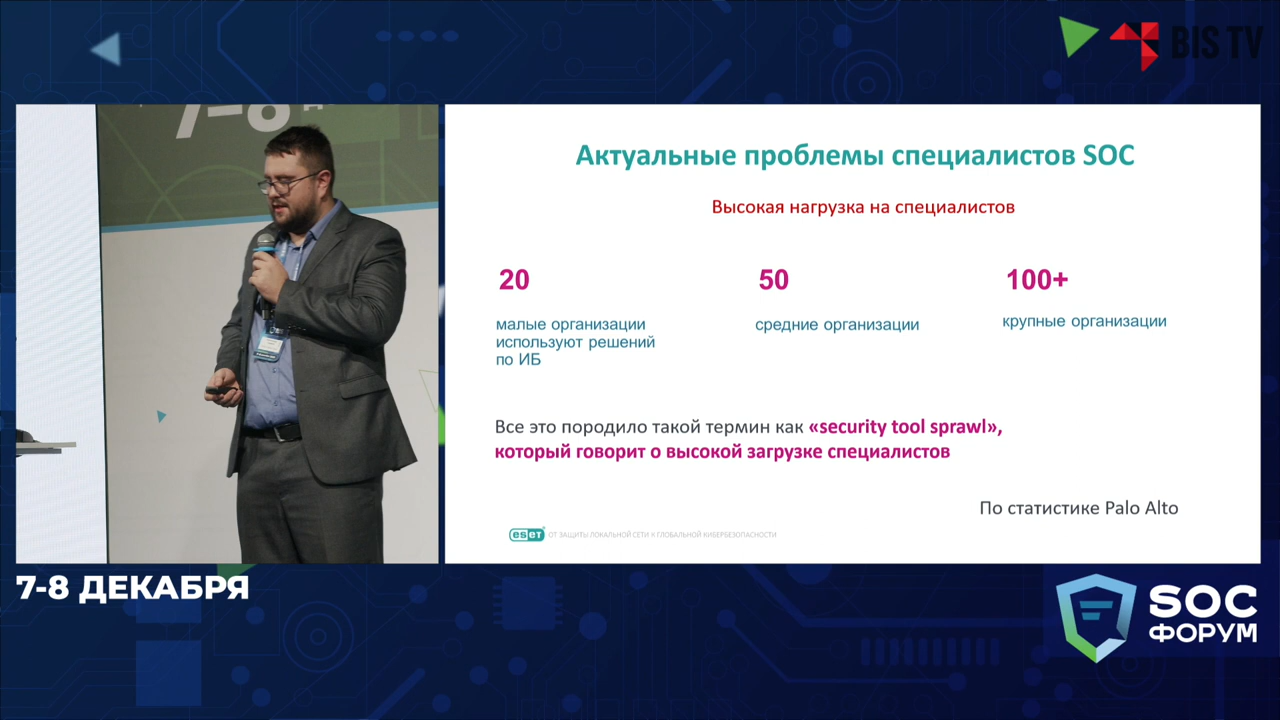 BIS TV
7–8
Актуальные проблемы специалистов SOC
Высокая нагрузка на специалистов
20
50
100+
малые организации
используют решений
по ИБ
средние организации
крупные организации
Все это породило такой термин как «security tool sprawl»,
который говорит о высокой загрузке специалистов
По статистике Palo Alto
eset ОТ ЗАЩИТЫ ЛОКАЛЬНОЙ СЕТИ К ГЛОБАЛЬНОЙ КИБЕРБЕЗОПАСНОСТИ
7-8 ДЕКАБРЯ
SOC
ФОРУМ